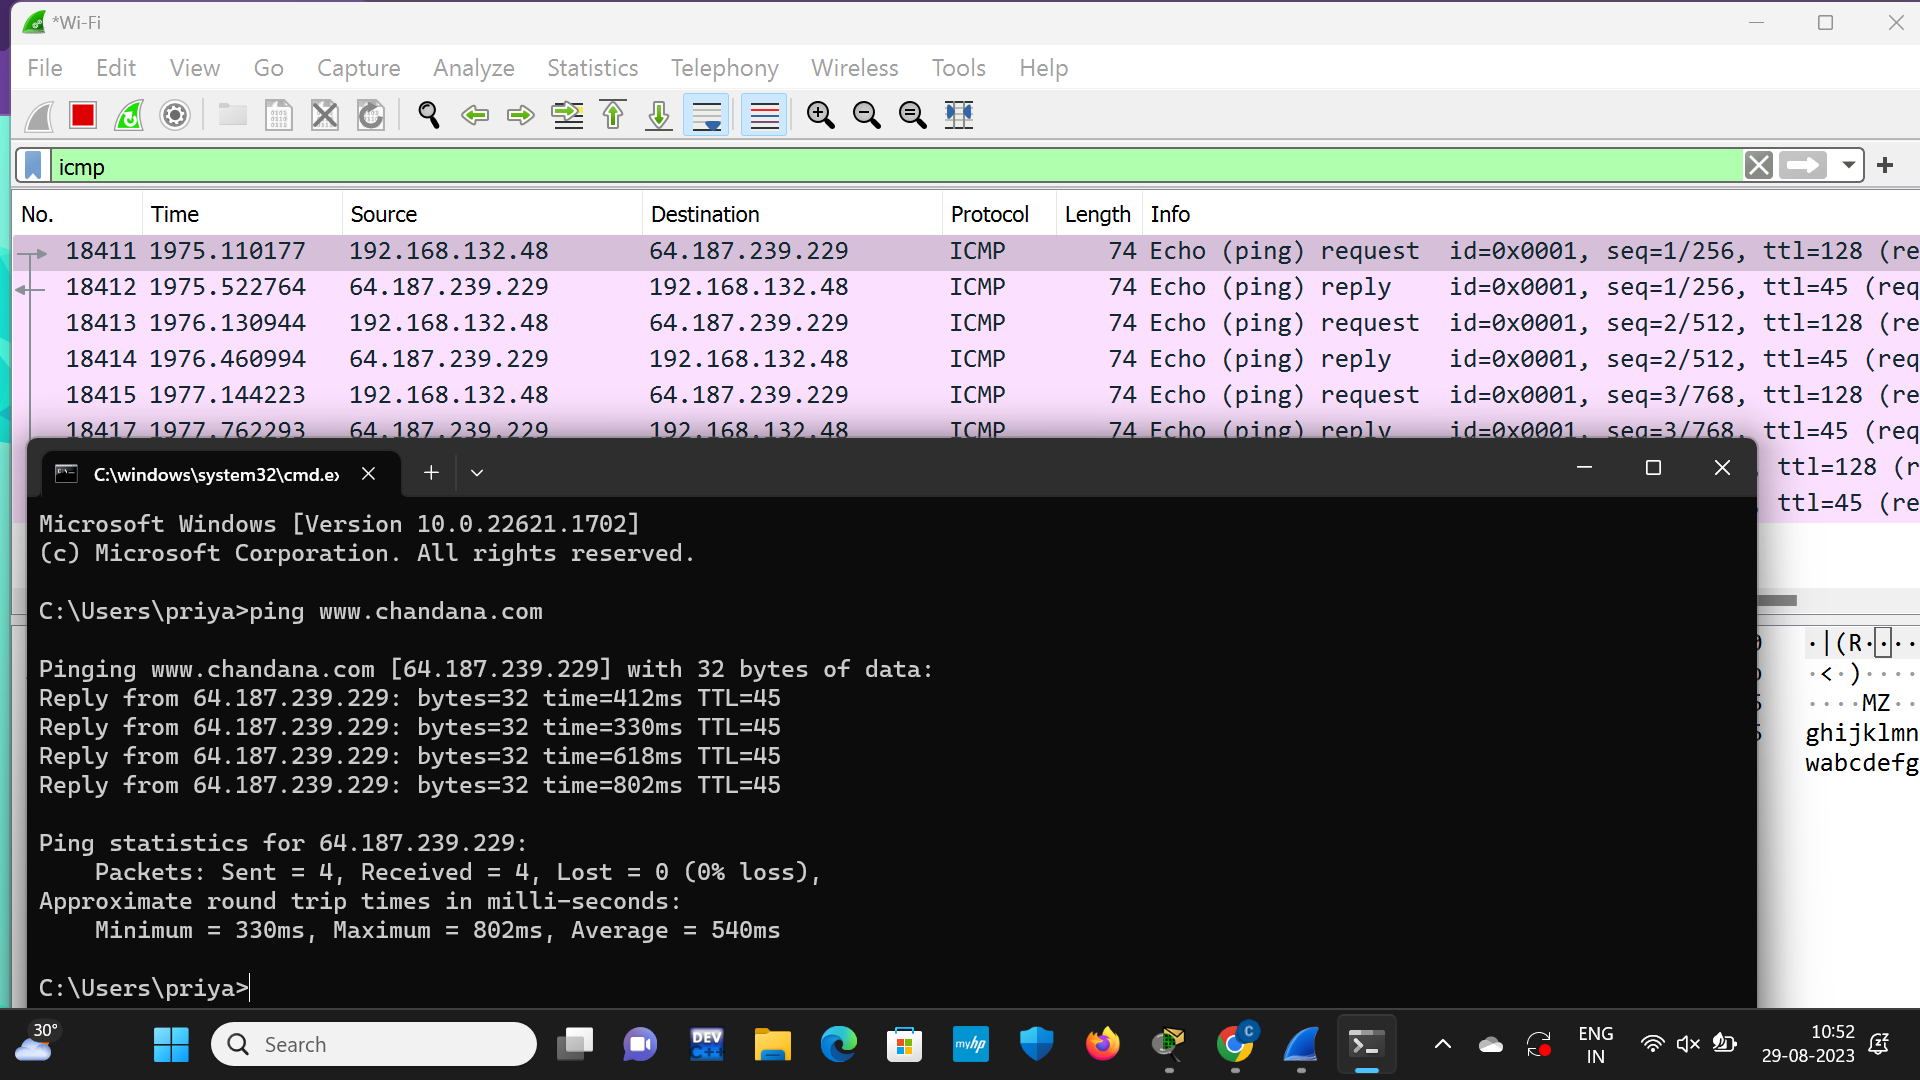 *Wi-Fi
File Edit View Go Capture Analyze Statistics Telephony Wireless Tools Help
icmp
No. Time Source Destination Protocol Length Info
18411 1975.110177 192.168.132.48 64.187.239.229 ICMP 74 Echo (ping) request id=0x0001, seq=1/256, ttl=128 (re
18412 1975.522764 64.187.239.229 192.168.132.48 ICMP 74 Echo (ping) reply id=0x0001, seq=1/256, ttl=45 (req
18413 1976.130944 192.168.132.48 64.187.239.229 ICMP 74 Echo (ping) request id=0x0001, seq=2/512, ttl=128 (re
18414 1976.460994 64.187.239.229 192.168.132.48 ICMP 74 Echo (ping) reply id=0x0001, seq=2/512, ttl=45 (req
18415 1977.144223 192.168.132.48 64.187.239.229 ICMP 74 Echo (ping) request id=0x0001, seq=3/768, ttl=128 (re
18417 1977.762293 64.187.239.229 192.168.132.48 ICMP 74 Echo (ping) reply id=0x0001, seq=3/768, ttl=45 (req
ttl=128 (r
ttl=45 (re
C:\windows\system32\cmd.e
Microsoft Windows [Version 10.0.22621.1702]
(c) Microsoft Corporation. All rights reserved.
C:\Users\priya>ping www.chandana.com
Pinging www.chandana.com [64.187.239.229] with 32 bytes of data:
Reply from 64.187.239.229: bytes=32 time=412ms TTL=45
Reply from 64.187.239.229: bytes=32 time=330ms TTL=45
Reply from 64.187.239.229: bytes=32 time=618ms TTL=45
Reply from 64.187.239.229: bytes=32 time=802ms TTL=45
Ping statistics for 64.187.239.229:
Packets: Sent = 4, Received = 4, Lost = 0 (0% loss),
Approximate round trip times in milli-seconds:
Minimum = 330ms, Maximum = 802ms, Average = 540ms
C:\Users\priya>
·|(R····
·<·)····
····MZ··
ghijklmn
wabcdefg
30°
Search
DEV C++
myhp
C
ENG
IN
10:52
29-08-2023